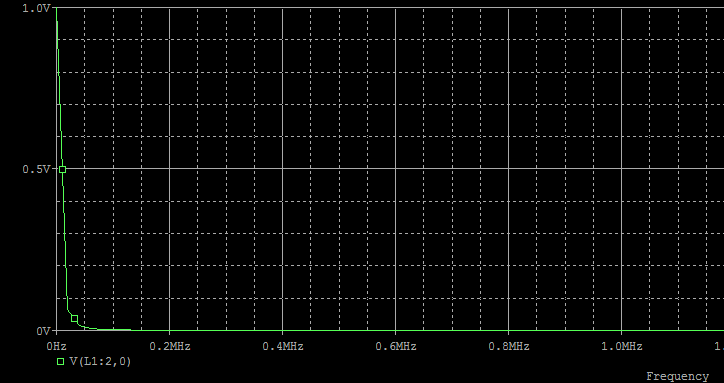 1.0V
0.5V
0V
0Hz 0.2MHz 0.4MHz 0.6MHz 0.8MHz 1.0MHz 1.
V(L1:2,0)
Frequency